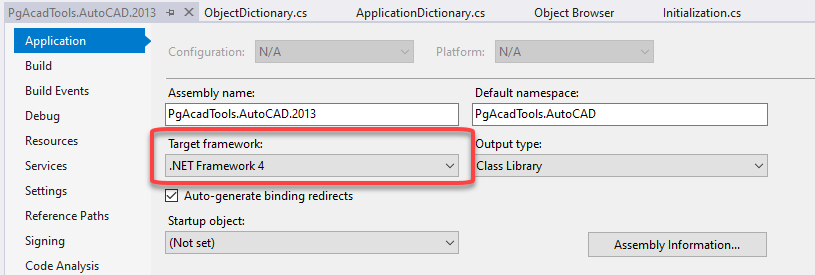 PgAcadTools.AutoCAD.2013 ObjectDictionary.cs ApplicationDictionary.cs Object Browser Initialization.cs
Application
Build
Build Events
Debug
Resources
Services
Settings
Reference Paths
Signing
Code Analysis
Configuration: N/A Platform: N/A
Assembly name: Default namespace:
PgAcadTools.AutoCAD.2013 PgAcadTools.AutoCAD
Target framework: Output type:
.NET Framework 4 Class Library
Auto-generate binding redirects
Startup object:
(Not set) Assembly Information...